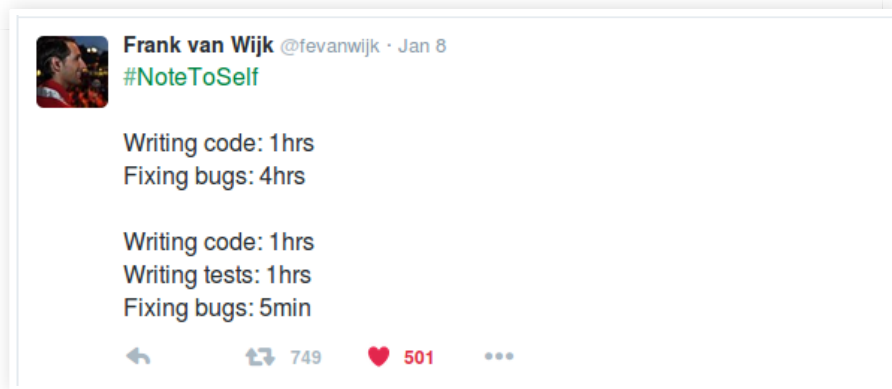 Frank van Wijk @fevanwijk · Jan 8
#NoteToSelf
Writing code: 1hrs
Fixing bugs: 4hrs
Writing code: 1hrs
Writing tests: 1hrs
Fixing bugs: 5min
749 501